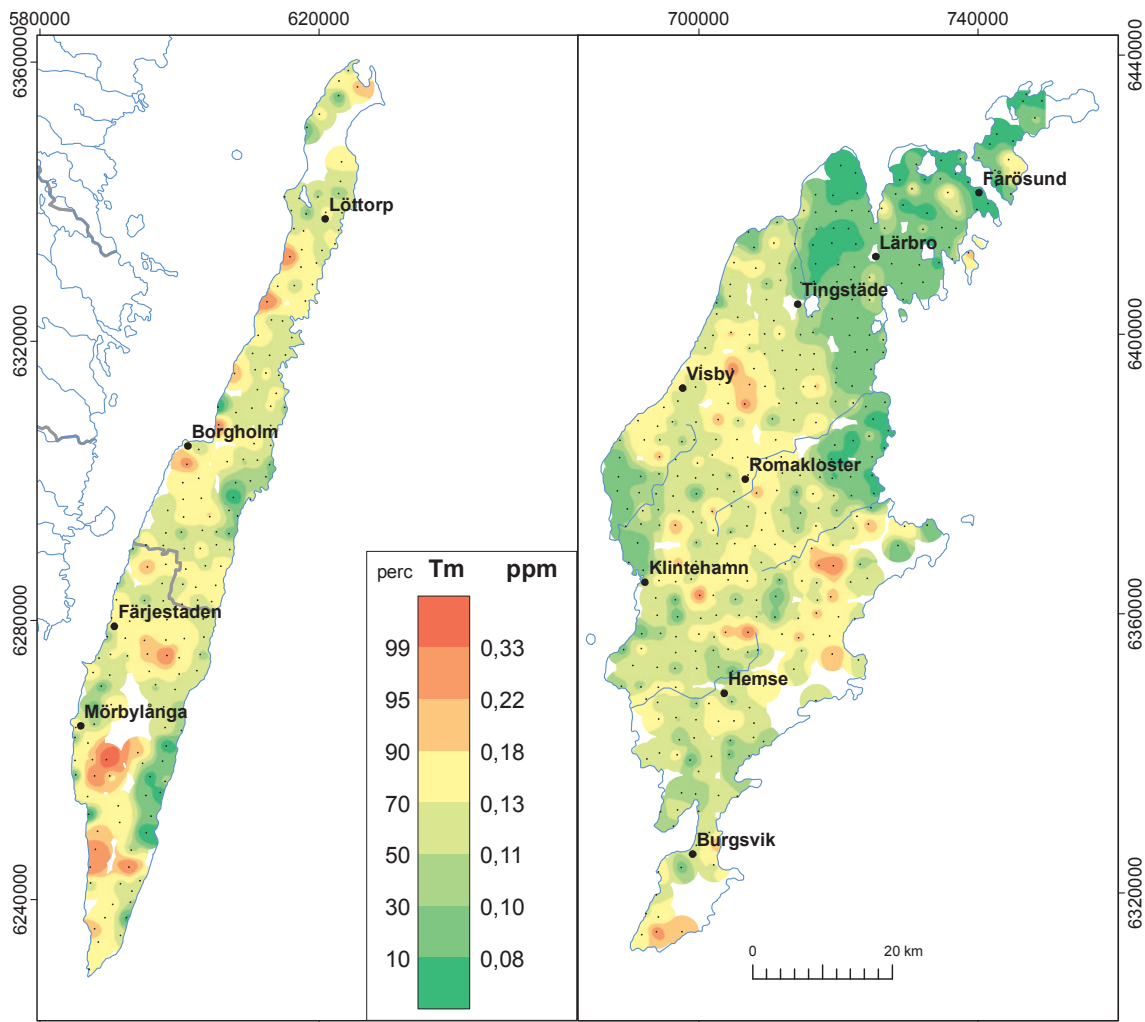 580000 620000 700000 740000
6360000
6320000
6280000
6240000
6440000
6400000
6360000
6320000
Löttorp
Borgholm
Färjestaden
Mörbylånga
Fårösund
Lärbro
Tingstäde
Visby
Romakloster
Klintehamn
Hemse
Burgsvik
perc Tm ppm
99 0,33
95 0,22
90 0,18
70 0,13
50 0,11
30 0,10
10 0,08
0 20 km